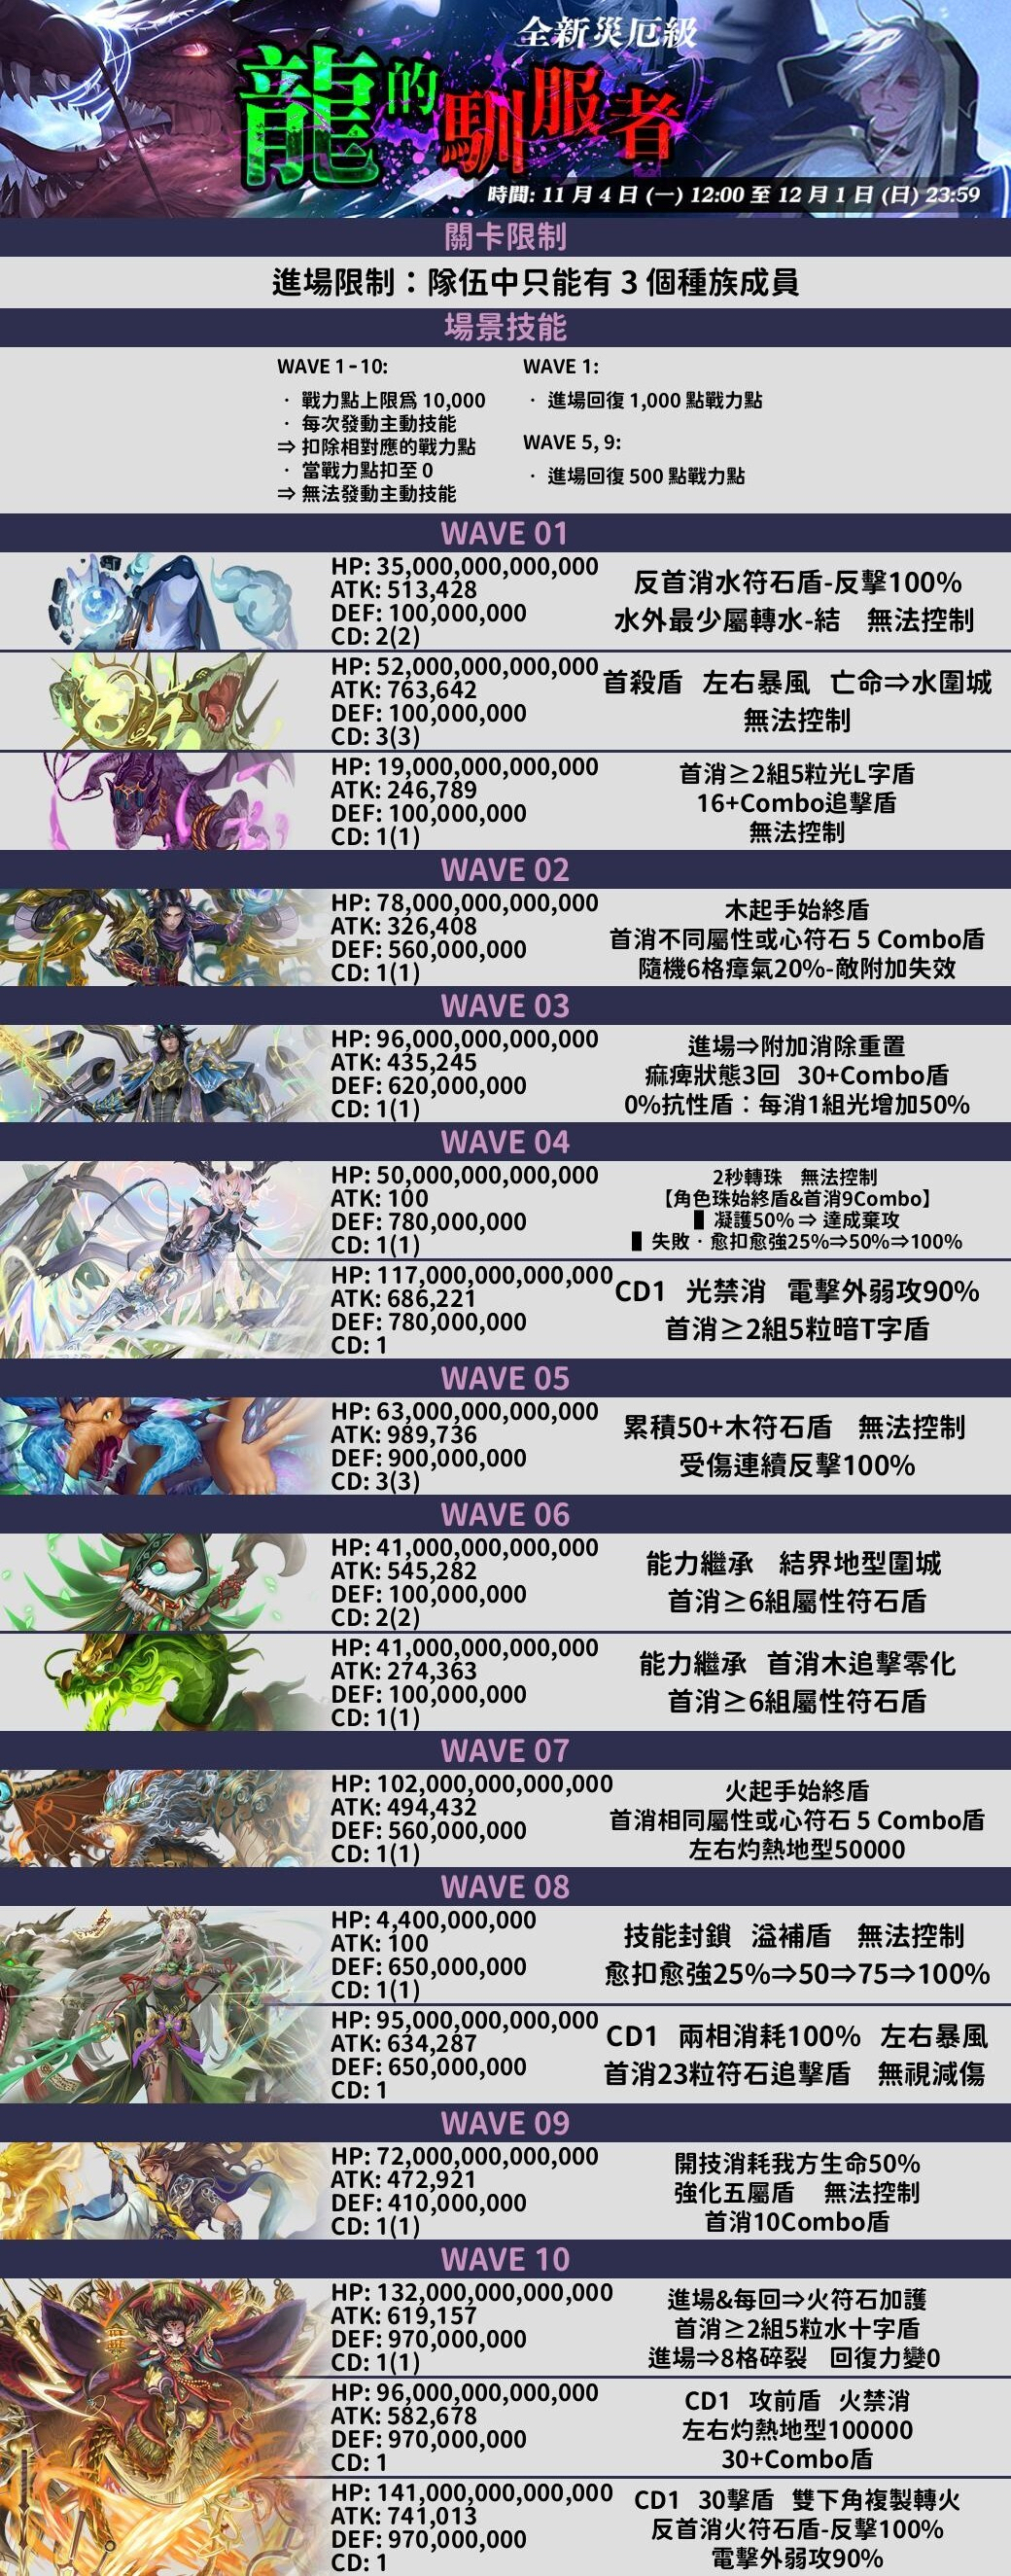 全新災厄級
龍的馴服者
時間: 11 月 4 日 (一) 12:00 至 12 月 1 日 (日) 23:59
關卡限制
進場限制：隊伍中只能有 3 個種族成員
場景技能
WAVE 1-10:
· 戰力點上限爲 10,000
· 每次發動主動技能
⇒ 扣除相對應的戰力點
· 當戰力點扣至 0
⇒ 無法發動主動技能
WAVE 1:
· 進場回復 1,000 點戰力點
WAVE 5, 9:
· 進場回復 500 點戰力點
WAVE 01
HP: 35,000,000,000,000
ATK: 513,428
DEF: 100,000,000
CD: 2(2)
反首消水符石盾-反擊100%
水外最少屬轉水-結 無法控制
HP: 52,000,000,000,000
ATK: 763,642
DEF: 100,000,000
CD: 3(3)
首殺盾 左右暴風 亡命⇒水圍城
無法控制
HP: 19,000,000,000,000
ATK: 246,789
DEF: 100,000,000
CD: 1(1)
首消≥2組5粒光L字盾
16+Combo追擊盾
無法控制
WAVE 02
HP: 78,000,000,000,000
ATK: 326,408
DEF: 560,000,000
CD: 1(1)
木起手始終盾
首消不同屬性或心符石 5 Combo盾
隨機6格瘴氣20%-敵附加失效
WAVE 03
HP: 96,000,000,000,000
ATK: 435,245
DEF: 620,000,000
CD: 1(1)
進場⇒附加消除重置
痲痺狀態3回 30+Combo盾
0%抗性盾：每消1組光增加50%
WAVE 04
HP: 50,000,000,000,000
ATK: 100
DEF: 780,000,000
CD: 1(1)
2秒轉珠 無法控制
【角色珠始終盾&首消9Combo】
▋凝護50% ⇒ 達成棄攻
▋失敗．愈扣愈強25%⇒50%⇒100%
HP: 117,000,000,000,000
ATK: 686,221
DEF: 780,000,000
CD: 1
CD1 光禁消 電擊外弱攻90%
首消≥2組5粒暗T字盾
WAVE 05
HP: 63,000,000,000,000
ATK: 989,736
DEF: 900,000,000
CD: 3(3)
累積50+木符石盾 無法控制
受傷連續反擊100%
WAVE 06
HP: 41,000,000,000,000
ATK: 545,282
DEF: 100,000,000
CD: 2(2)
能力繼承 結界地型圍城
首消≥6組屬性符石盾
HP: 41,000,000,000,000
ATK: 274,363
DEF: 100,000,000
CD: 1(1)
能力繼承 首消木追擊零化
首消≥6組屬性符石盾
WAVE 07
HP: 102,000,000,000,000
ATK: 494,432
DEF: 560,000,000
CD: 1(1)
火起手始終盾
首消相同屬性或心符石 5 Combo盾
左右灼熱地型50000
WAVE 08
HP: 4,400,000,000
ATK: 100
DEF: 650,000,000
CD: 1(1)
技能封鎖 溢補盾 無法控制
愈扣愈強25%⇒50⇒75⇒100%
HP: 95,000,000,000,000
ATK: 634,287
DEF: 650,000,000
CD: 1
CD1 兩相消耗100% 左右暴風
首消23粒符石追擊盾 無視減傷
WAVE 09
HP: 72,000,000,000,000
ATK: 472,921
DEF: 410,000,000
CD: 1(1)
開技消耗我方生命50%
強化五屬盾 無法控制
首消10Combo盾
WAVE 10
HP: 132,000,000,000,000
ATK: 619,157
DEF: 970,000,000
CD: 1(1)
進場&每回⇒火符石加護
首消≥2組5粒水十字盾
進場⇒8格碎裂 回復力變0
HP: 96,000,000,000,000
ATK: 582,678
DEF: 970,000,000
CD: 1
CD1 攻前盾 火禁消
左右灼熱地型100000
30+Combo盾
HP: 141,000,000,000,000
ATK: 741,013
DEF: 970,000,000
CD: 1
CD1 30擊盾 雙下角複製轉火
反首消火符石盾-反擊100%
電擊外弱攻90%